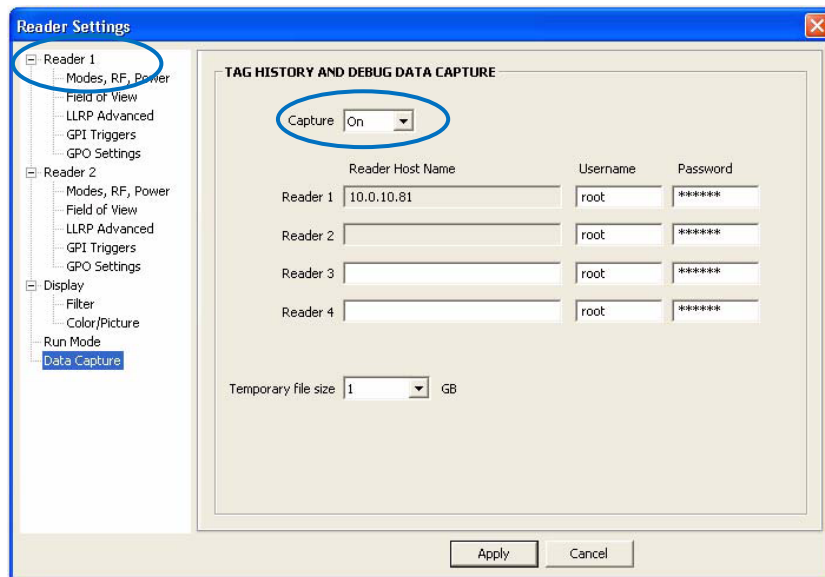 Reader Settings
Reader 1
Modes, RF, Power
Field of View
LLRP Advanced
GPI Triggers
GPO Settings
Reader 2
Modes, RF, Power
Field of View
LLRP Advanced
GPI Triggers
GPO Settings
Display
Filter
Color/Picture
Run Mode
Data Capture
TAG HISTORY AND DEBUG DATA CAPTURE
Capture On
Reader Host Name Username Password
Reader 1 10.0.10.81 root ******
Reader 2 root ******
Reader 3 root ******
Reader 4 root ******
Temporary file size 1 GB
Apply Cancel